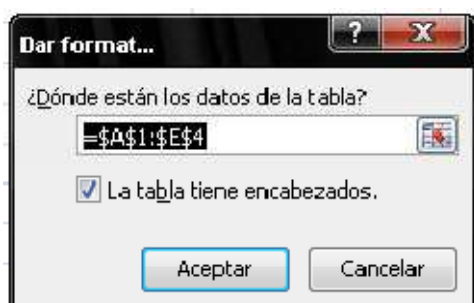 Dar format...
¿Dónde están los datos de la tabla?
=$A$1:$E$4
La tabla tiene encabezados.
Aceptar
Cancelar